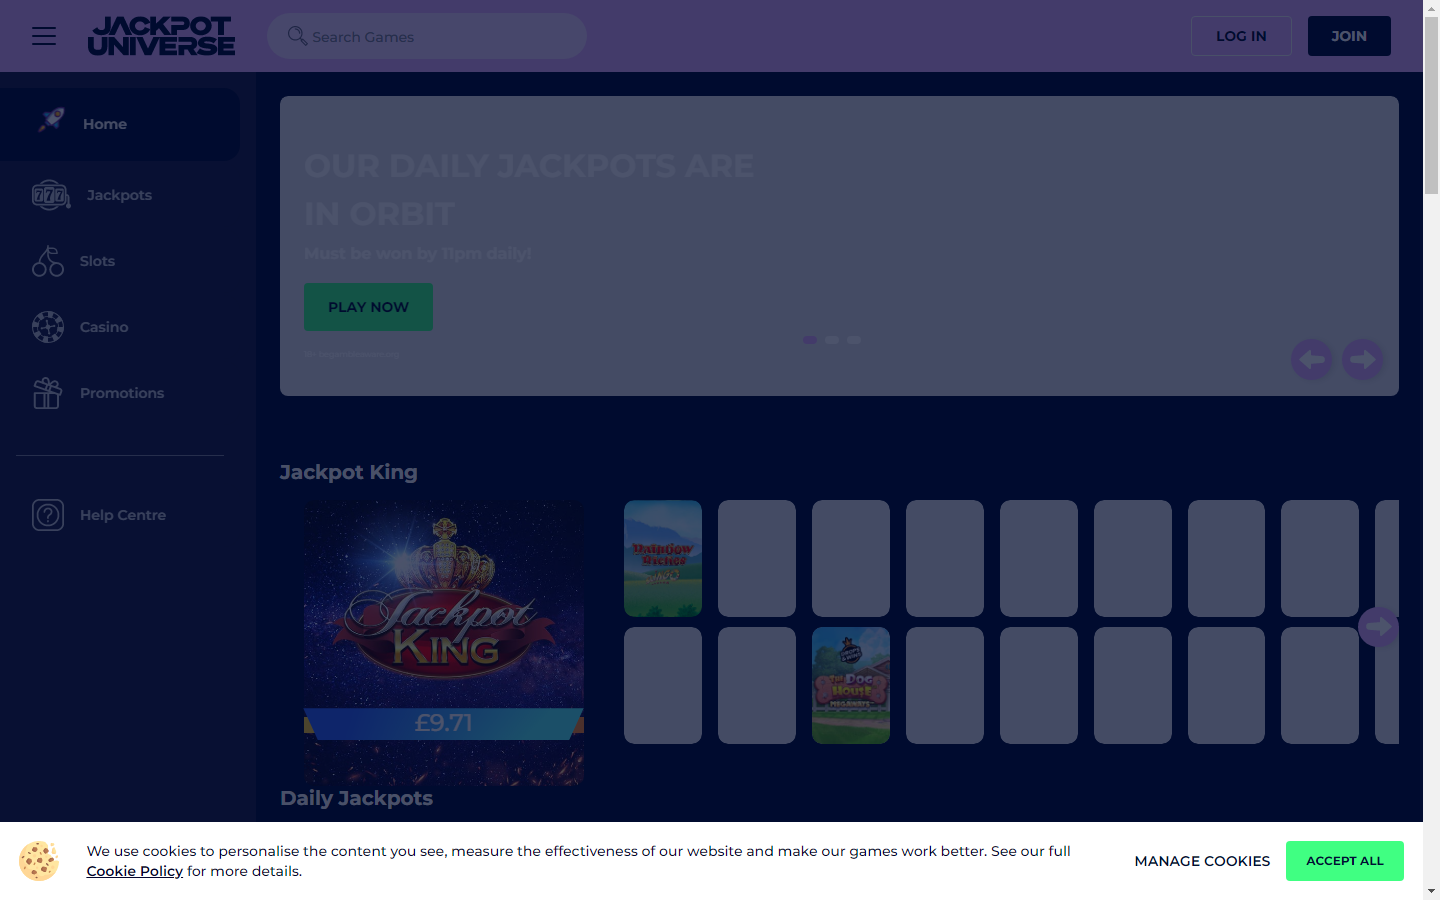 JACKPOT
UNIVERSE
Search Games
LOG IN
JOIN
Home
Jackpots
Slots
Casino
Promotions
Help Centre
OUR DAILY JACKPOTS ARE
IN ORBIT
Must be won by 11pm daily!
PLAY NOW
Jackpot King
Jackpot
KING
£9.71
Rainbow
Riches
THE DOG
HOUSE
MEGAWAYS
Daily Jackpots
We use cookies to personalise the content you see, measure the effectiveness of our website and make our games work better. See our full
Cookie Policy for more details.
MANAGE COOKIES
ACCEPT ALL